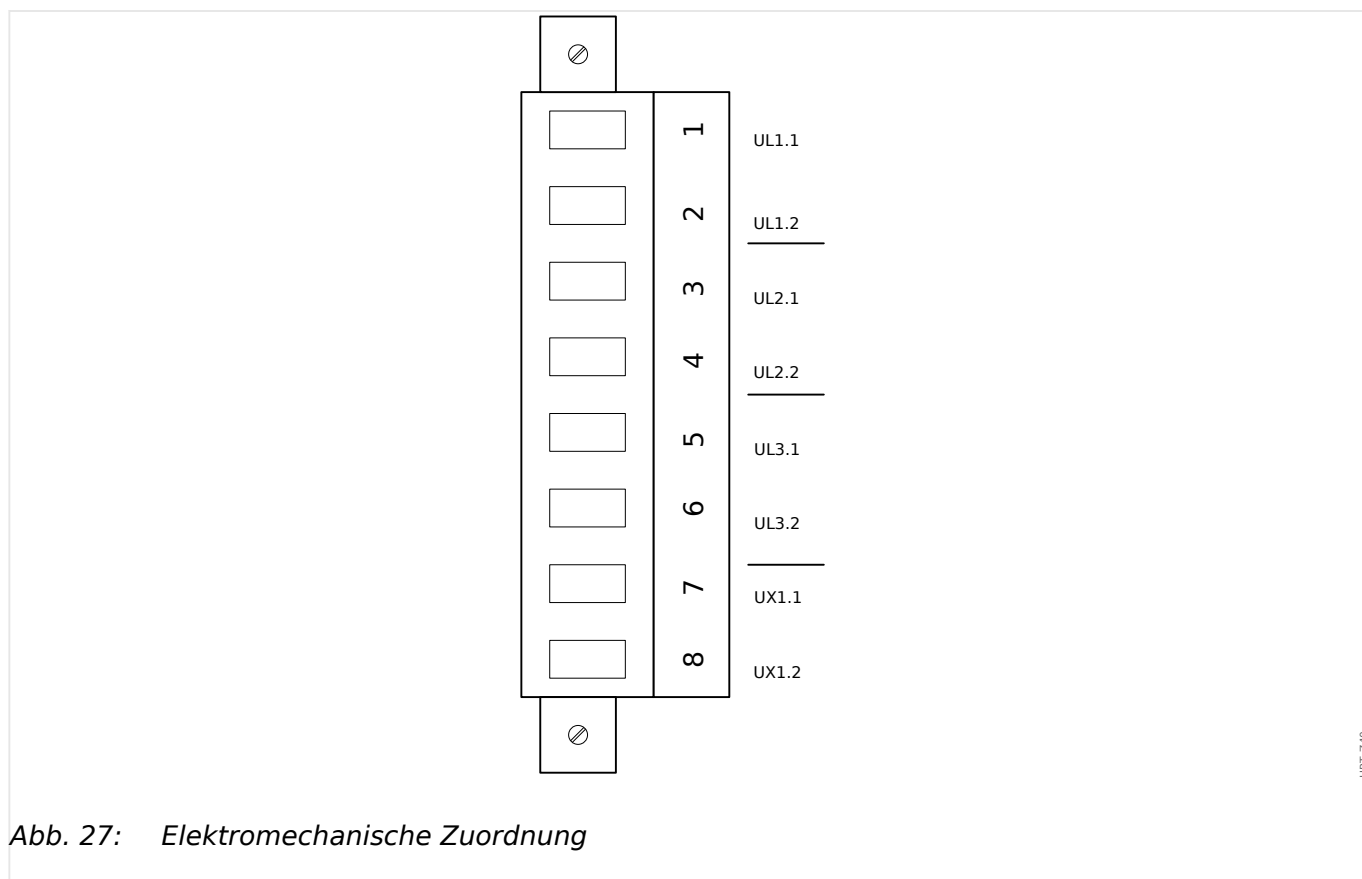 1 UL1.1
2 UL1.2
3 UL2.1
4 UL2.2
5 UL3.1
6 UL3.2
7 UX1.1
8 UX1.2
Abb. 27: Elektromechanische Zuordnung